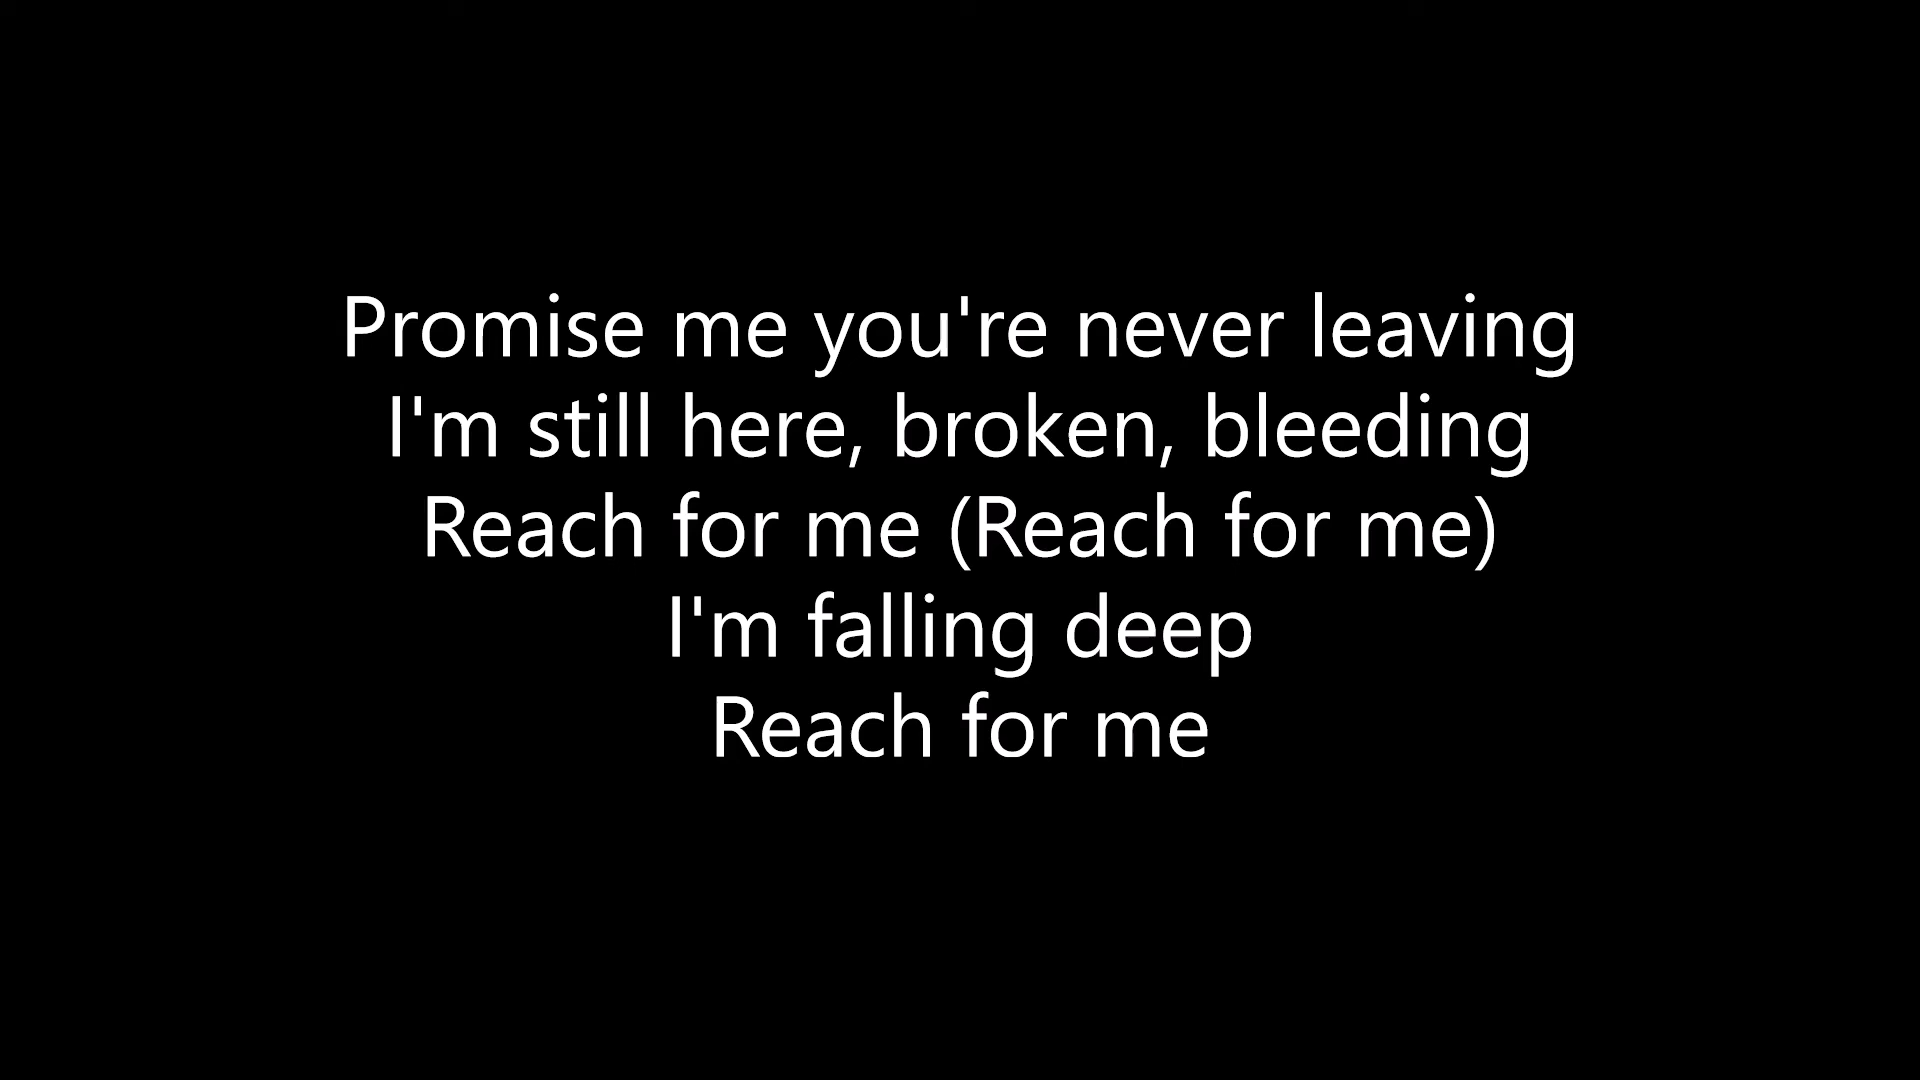 Promise me you're never leaving
I'm still here, broken, bleeding
Reach for me (Reach for me)
I'm falling deep
Reach for me